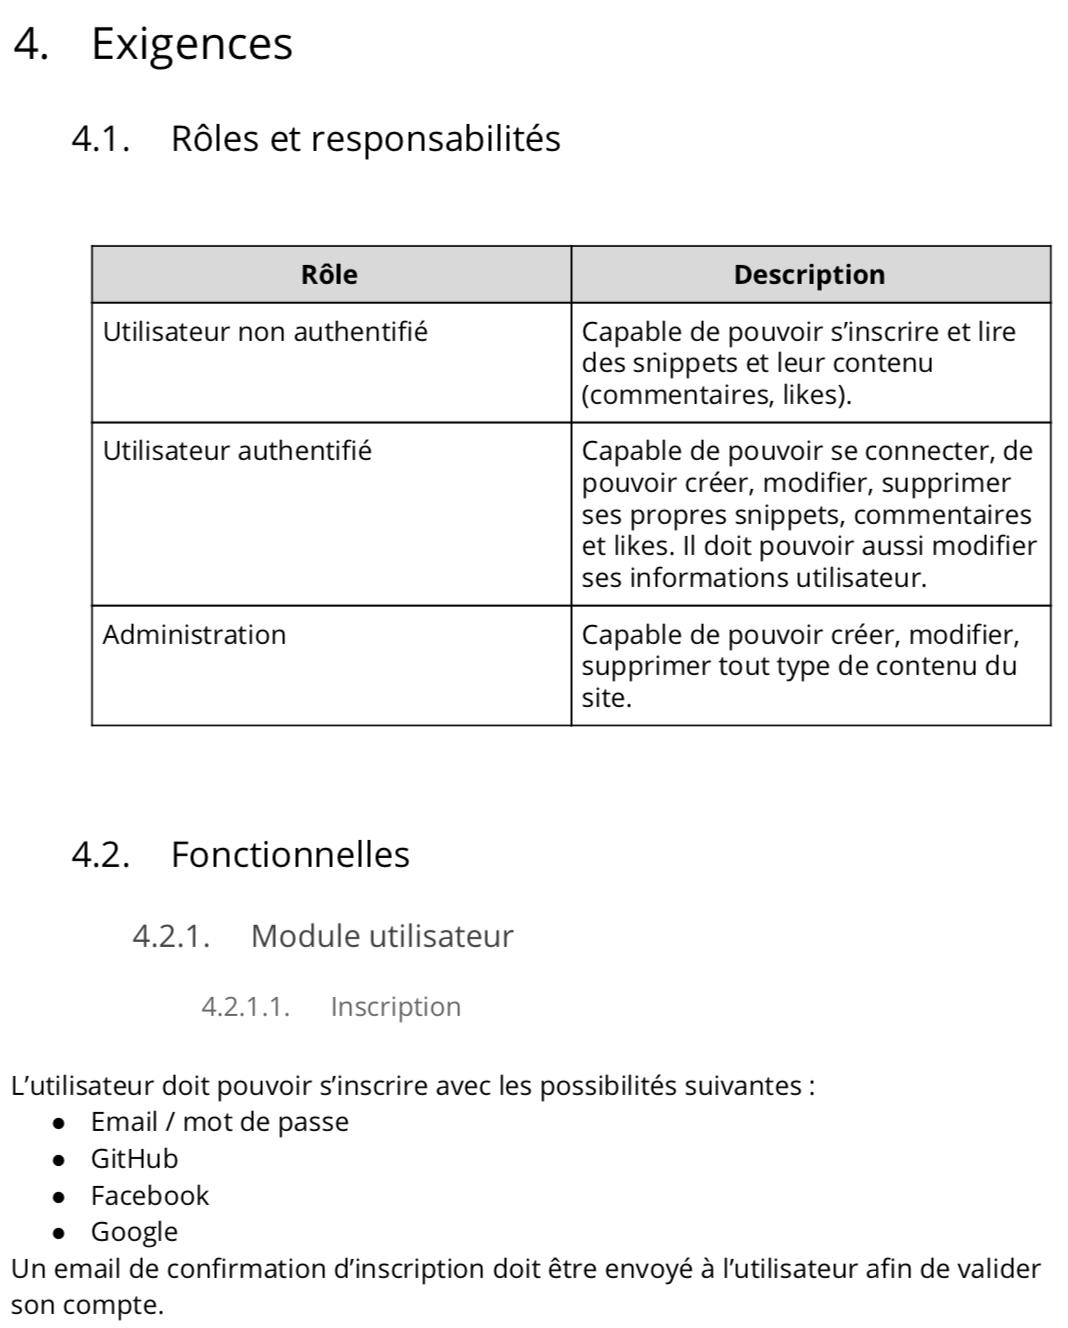 4. Exigences
4.1. Rôles et responsabilités
Rôle
Description
Utilisateur non authentifié
Capable de pouvoir s’inscrire et lire
des snippets et leur contenu
(commentaires, likes).
Utilisateur authentifié
Capable de pouvoir se connecter, de
pouvoir créer, modifier, supprimer
ses propres snippets, commentaires
et likes. Il doit pouvoir aussi modifier
ses informations utilisateur.
Administration
Capable de pouvoir créer, modifier,
supprimer tout type de contenu du
site.
4.2. Fonctionnelles
4.2.1. Module utilisateur
4.2.1.1. Inscription
L’utilisateur doit pouvoir s’inscrire avec les possibilités suivantes :
● Email / mot de passe
● GitHub
● Facebook
● Google
Un email de confirmation d’inscription doit être envoyé à l’utilisateur afin de valider
son compte.